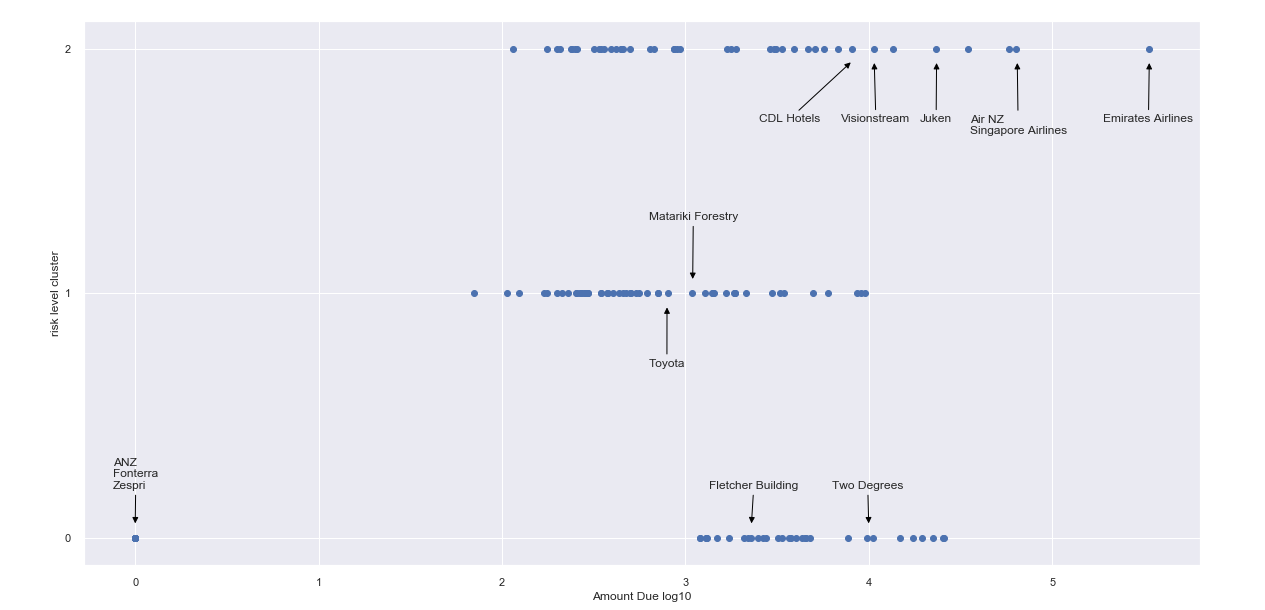 2
CDL Hotels
Visionstream
Juken
Air NZ
Singapore Airlines
Emirates Airlines
Matariki Forestry
risk level cluster
1
Toyota
ANZ
Fonterra
Zespri
Fletcher Building
Two Degrees
0
0
1
2
3
4
5
Amount Due log10